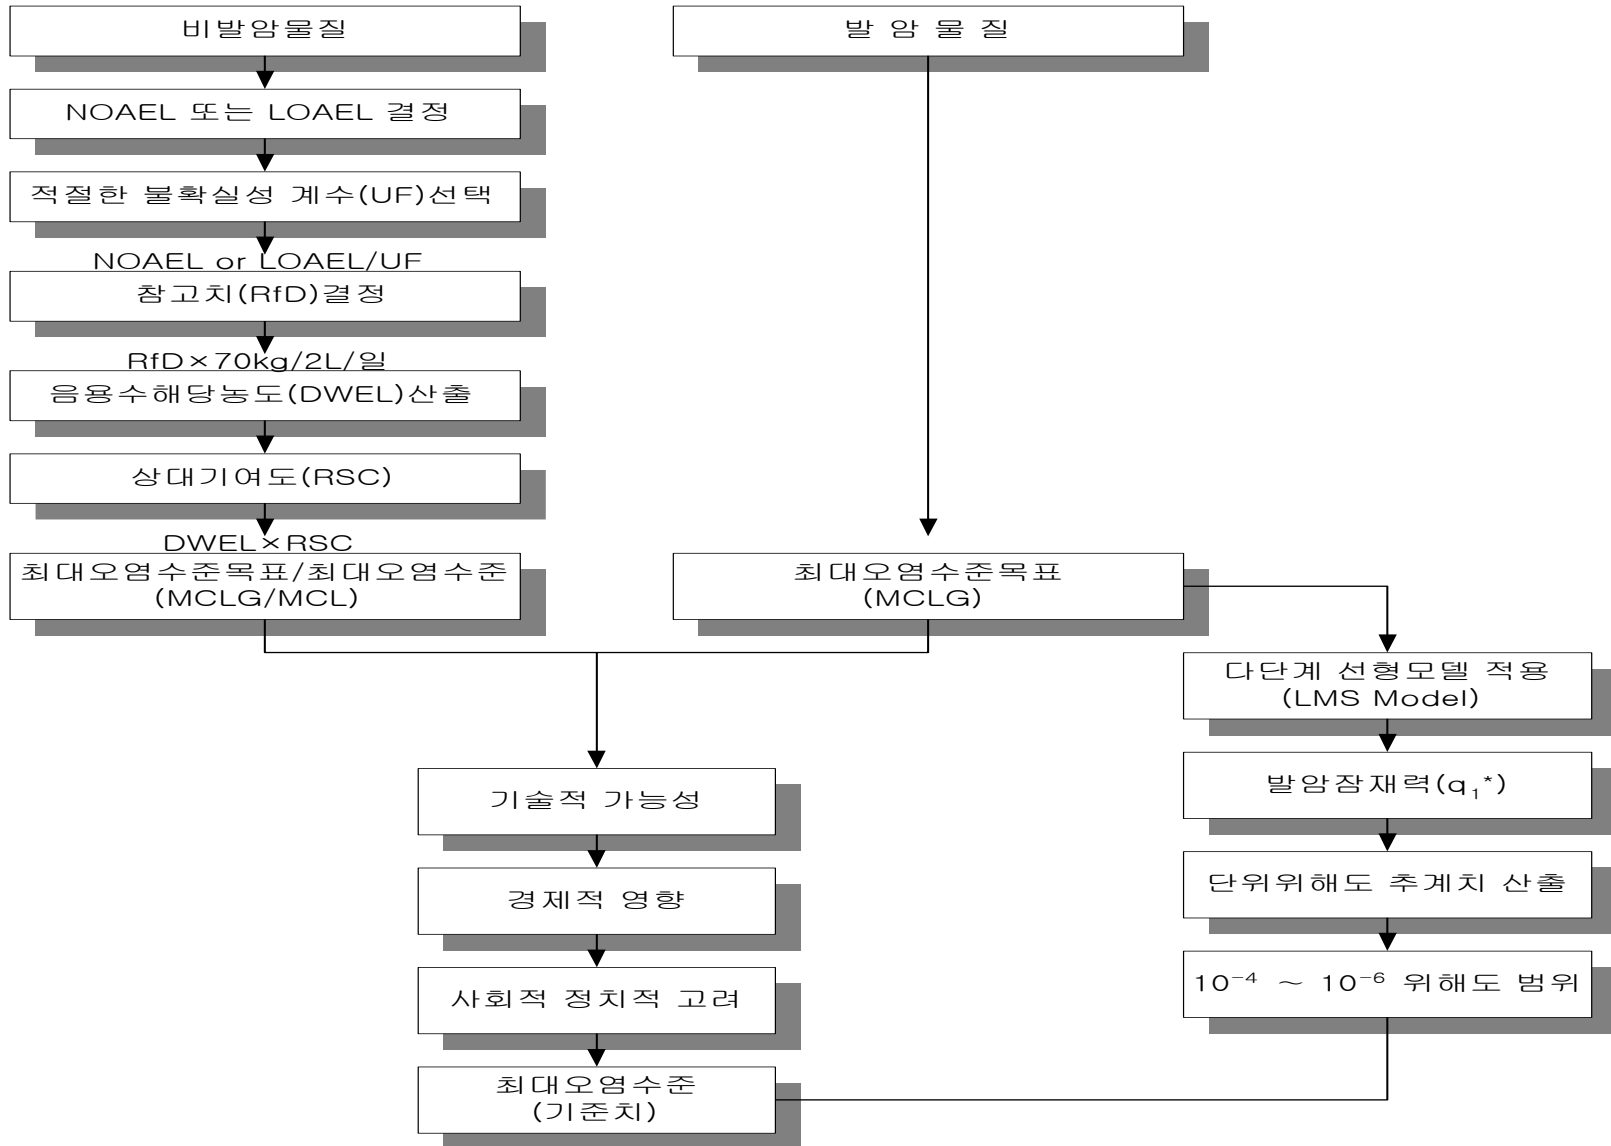 비발암물질
발 암 물 질
NOAEL 또는 LOAEL 결정
적절한 불확실성 계수(UF)선택
NOAEL or LOAEL/UF
참고치(RfD)결정
RfD×70kg/2L/일
음용수해당농도(DWEL)산출
상대기여도(RSC)
DWEL×RSC
최대오염수준목표/최대오염수준
(MCLG/MCL)
최대오염수준목표
(MCLG)
다단계 선형모델 적용
(LMS Model)
발암잠재력(q₁*)
단위위해도 추계치 산출
10⁻⁴ ~ 10⁻⁶ 위해도 범위
기술적 가능성
경제적 영향
사회적 정치적 고려
최대오염수준
(기준치)